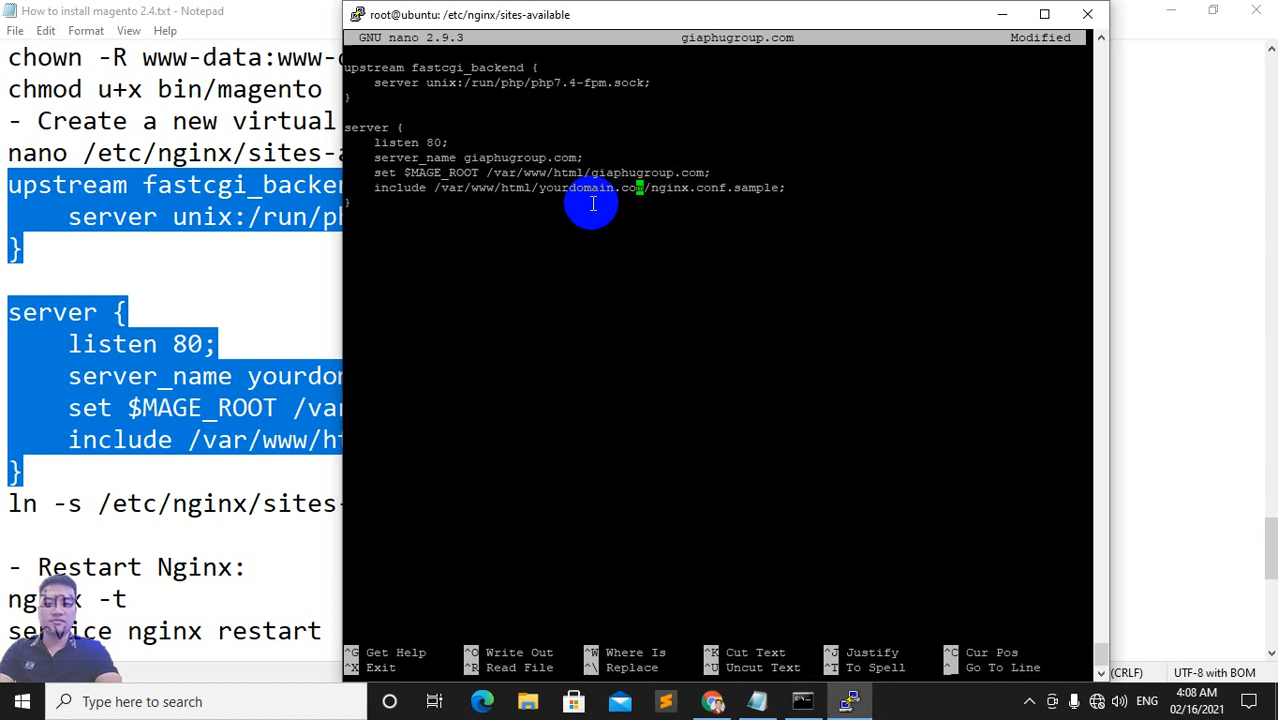 How to install magento 2.4.txt - Notepad
File Edit Format View Help
chown -R www-data:www-
chmod u+x bin/magento
- Create a new virtual
nano /etc/nginx/sites-
upstream fastcgi_backen
server unix:/run/ph
}
server {
listen 80;
server_name yourdom
set $MAGE_ROOT /va
include /var/www/h
}
ln -s /etc/nginx/sites-
- Restart Nginx:
nginx -t
service nginx restart
root@ubuntu: /etc/nginx/sites-available
GNU nano 2.9.3 giaphugroup.com Modified
upstream fastcgi_backend {
server unix:/run/php/php7.4-fpm.sock;
}
server {
listen 80;
server_name giaphugroup.com;
set $MAGE_ROOT /var/www/html/giaphugroup.com;
include /var/www/html/yourdomain.com/nginx.conf.sample;
}
^G Get Help ^O Write Out ^W Where Is ^K Cut Text ^J Justify ^C Cur Pos
^X Exit ^R Read File ^\ Replace ^U Uncut Text ^T To Spell ^_ Go To Line
(CRLF) UTF-8 with BOM
Type here to search
ENG
4:08 AM
02/16/2021